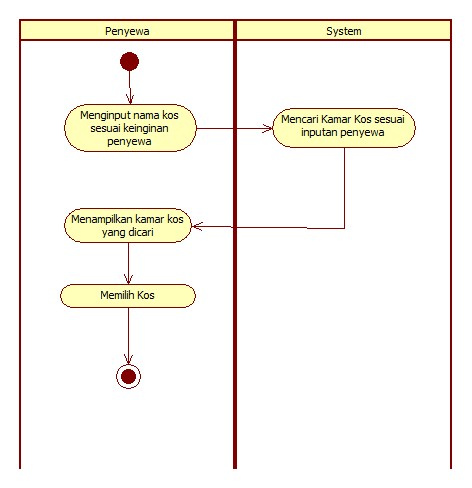 Penyewa
System
Menginput nama kos
sesuai keinginan
penyewa
Mencari Kamar Kos sesuai
inputan penyewa
Menampilkan kamar kos
yang dicari
Memilih Kos